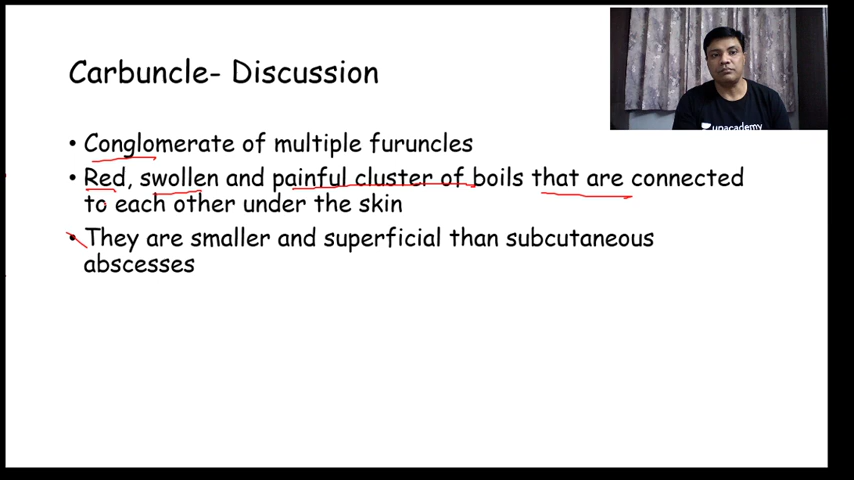 Carbuncle- Discussion
• Conglomerate of multiple furuncles
• Red, swollen and painful cluster of boils that are connected
to each other under the skin
• They are smaller and superficial than subcutaneous
abscesses
unacademy